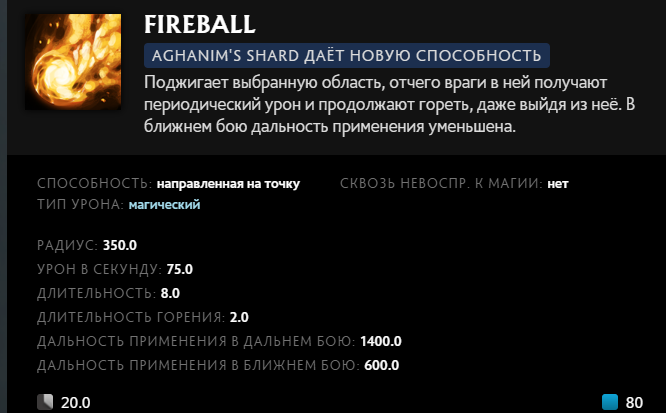 FIREBALL
AGHANIM'S SHARD ДАЁТ НОВУЮ СПОСОБНОСТЬ
Поджигает выбранную область, отчего враги в ней получают
периодический урон и продолжают гореть, даже выйдя из неё. В
ближнем бою дальность применения уменьшена.
СПОСОБНОСТЬ: направленная на точку СКВОЗЬ НЕВОСПР. К МАГИИ: нет
ТИП УРОНА: магический
РАДИУС: 350.0
УРОН В СЕКУНДУ: 75.0
ДЛИТЕЛЬНОСТЬ: 8.0
ДЛИТЕЛЬНОСТЬ ГОРЕНИЯ: 2.0
ДАЛЬНОСТЬ ПРИМЕНЕНИЯ В ДАЛЬНЕМ БОЮ: 1400.0
ДАЛЬНОСТЬ ПРИМЕНЕНИЯ В БЛИЖНЕМ БОЮ: 600.0
20.0 80